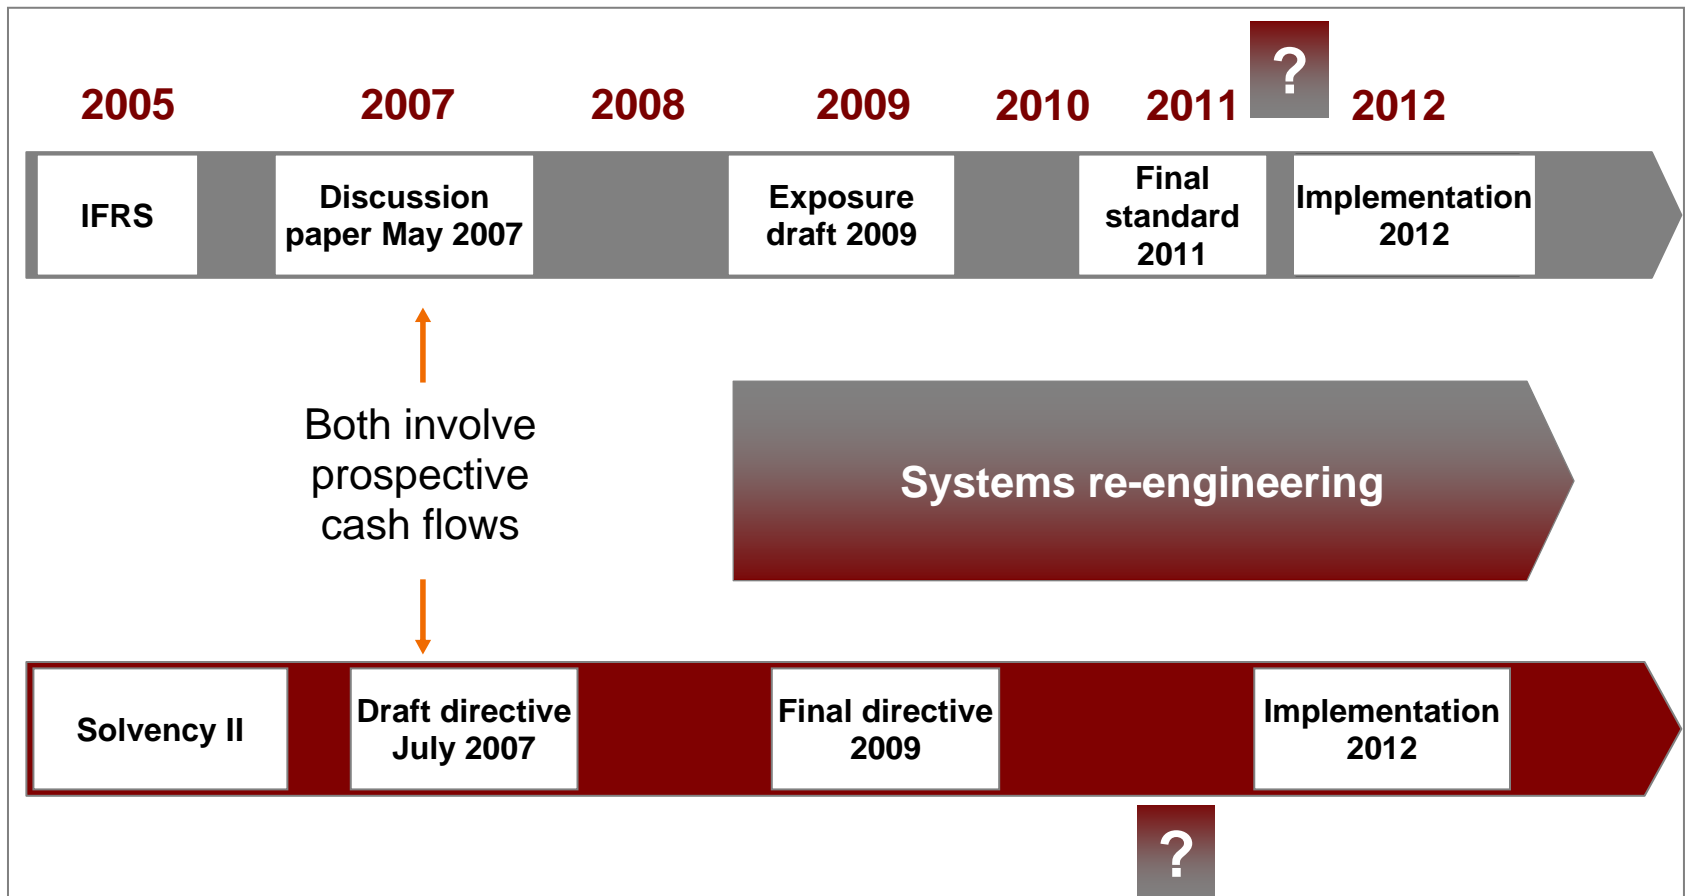 ?
2005 2007 2008 2009 2010 2011 2012
IFRS
Discussion
paper May 2007
Exposure
draft 2009
Final
standard
2011
Implementation
2012
Both involve
prospective
cash flows
Systems re-engineering
Solvency II
Draft directive
July 2007
Final directive
2009
Implementation
2012
?